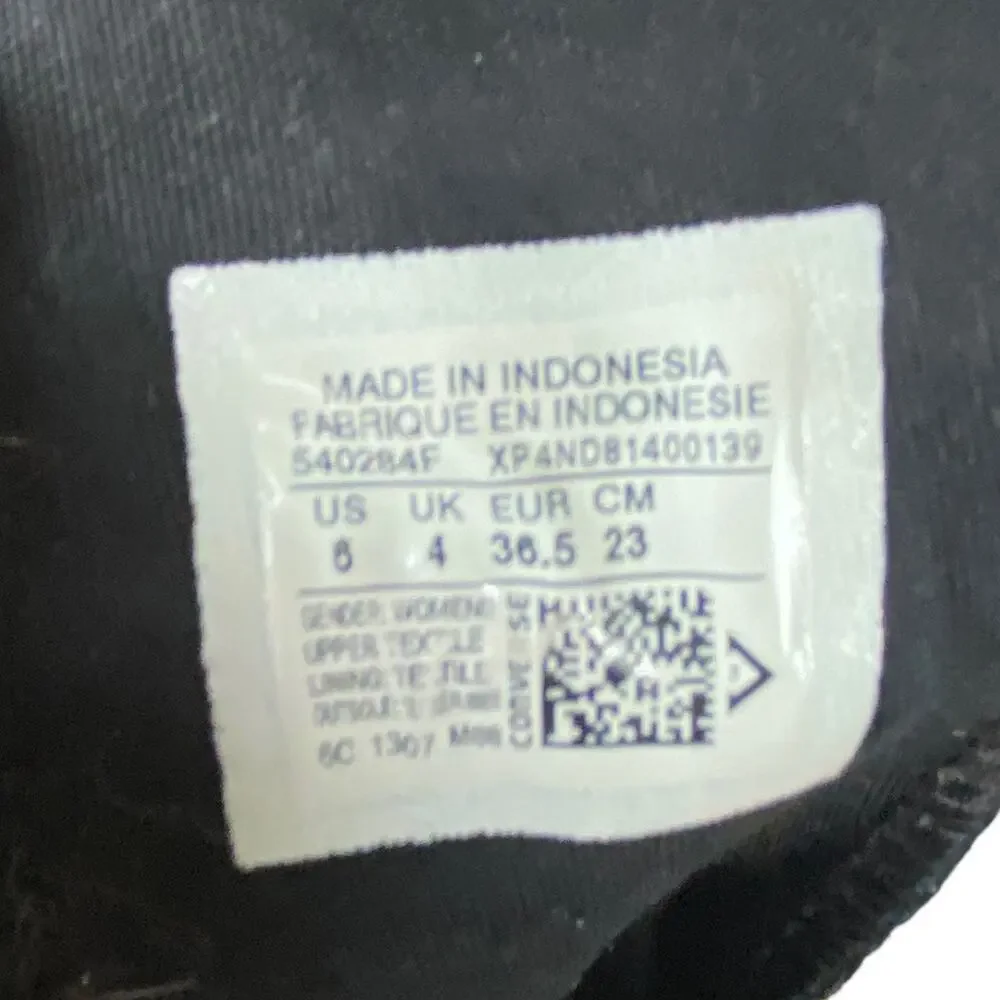 MADE IN INDONESIA
FABRIQUE EN INDONESIE
540284F XP4ND81400139
US UK EUR CM
6 4 36.5 23
GENDER: WOMENS
UPPER: TEXTILE
LINING: TEXTILE
6C 1307
CONVERSE